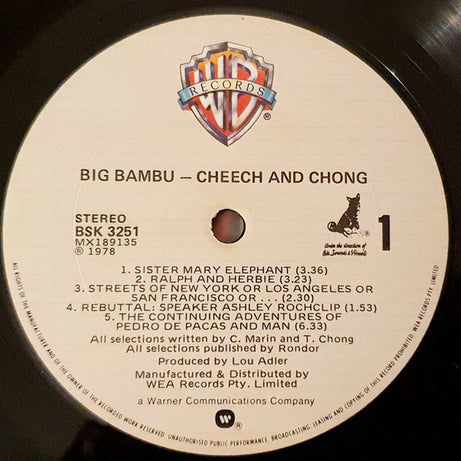 WB
RECORDS
®
BIG BAMBU — CHEECH AND CHONG
STEREO
BSK 3251
MX189135
℗ 1978
®
1
1. SISTER MARY ELEPHANT (3.36)
2. RALPH AND HERBIE (3.23)
3. STREETS OF NEW YORK OR LOS ANGELES OR
SAN FRANCISCO OR ... (2.30)
4. REBUTTAL: SPEAKER ASHLEY ROCHCLIP (1.53)
5. THE CONTINUING ADVENTURES OF
PEDRO DE PACAS AND MAN (6.33)
All selections written by C. Marin and T. Chong
All selections published by Rondor
Produced by Lou Adler
Manufactured & Distributed by
WEA Records Pty. Limited
a Warner Communications Company
®
ALL RIGHTS OF THE MANUFACTURER AND OF THE OWNER OF THE RECORDED WORK RESERVED. UNAUTHORISED PUBLIC PERFORMANCE, BROADCASTING, LEASING AND COPYING OF THIS RECORD PROHIBITED. WEA RECORDS PTY. LIMITED